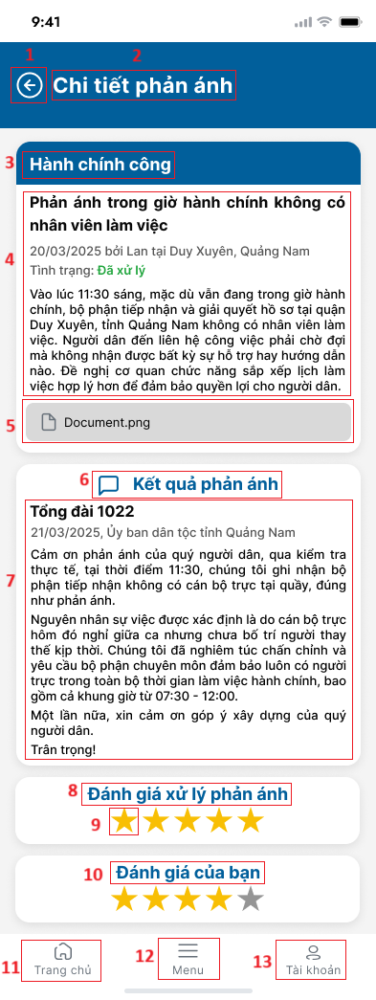 9:41
1
2
Chi tiết phản ánh
3
Hành chính công
Phản ánh trong giờ hành chính không có
nhân viên làm việc
4
20/03/2025 bởi Lan tại Duy Xuyên, Quảng Nam
Tình trạng: Đã xử lý
Vào lúc 11:30 sáng, mặc dù vẫn đang trong giờ hành
chính, bộ phận tiếp nhận và giải quyết hồ sơ tại quận
Duy Xuyên, tỉnh Quảng Nam không có nhân viên làm
việc. Người dân đến liên hệ công việc phải chờ đợi
mà không nhận được bất kỳ sự hỗ trợ hay hướng dẫn
nào. Đề nghị cơ quan chức năng sắp xếp lịch làm
việc hợp lý hơn để đảm bảo quyền lợi cho người dân.
5
Document.png
6
Kết quả phản ánh
Tổng đài 1022
21/03/2025, Ủy ban dân tộc tỉnh Quảng Nam
7
Cảm ơn phản ánh của quý người dân, qua kiểm tra
thực tế, tại thời điểm 11:30, chúng tôi ghi nhận bộ
phận tiếp nhận không có cán bộ trực tại quầy, đúng
như phản ánh.
Nguyên nhân sự việc được xác định là do cán bộ trực
hôm đó nghỉ giữa ca nhưng chưa bố trí người thay
thế kịp thời. Chúng tôi đã nghiêm túc chấn chỉnh và
yêu cầu bộ phận chuyên môn đảm bảo luôn có người
trực trong toàn bộ thời gian làm việc hành chính, bao
gồm cả khung giờ từ 07:30 - 12:00.
Một lần nữa, xin cảm ơn góp ý xây dựng của quý
người dân.
Trân trọng!
8
Đánh giá xử lý phản ánh
9
10
Đánh giá của bạn
11
Trang chủ
12
Menu
13
Tài khoản